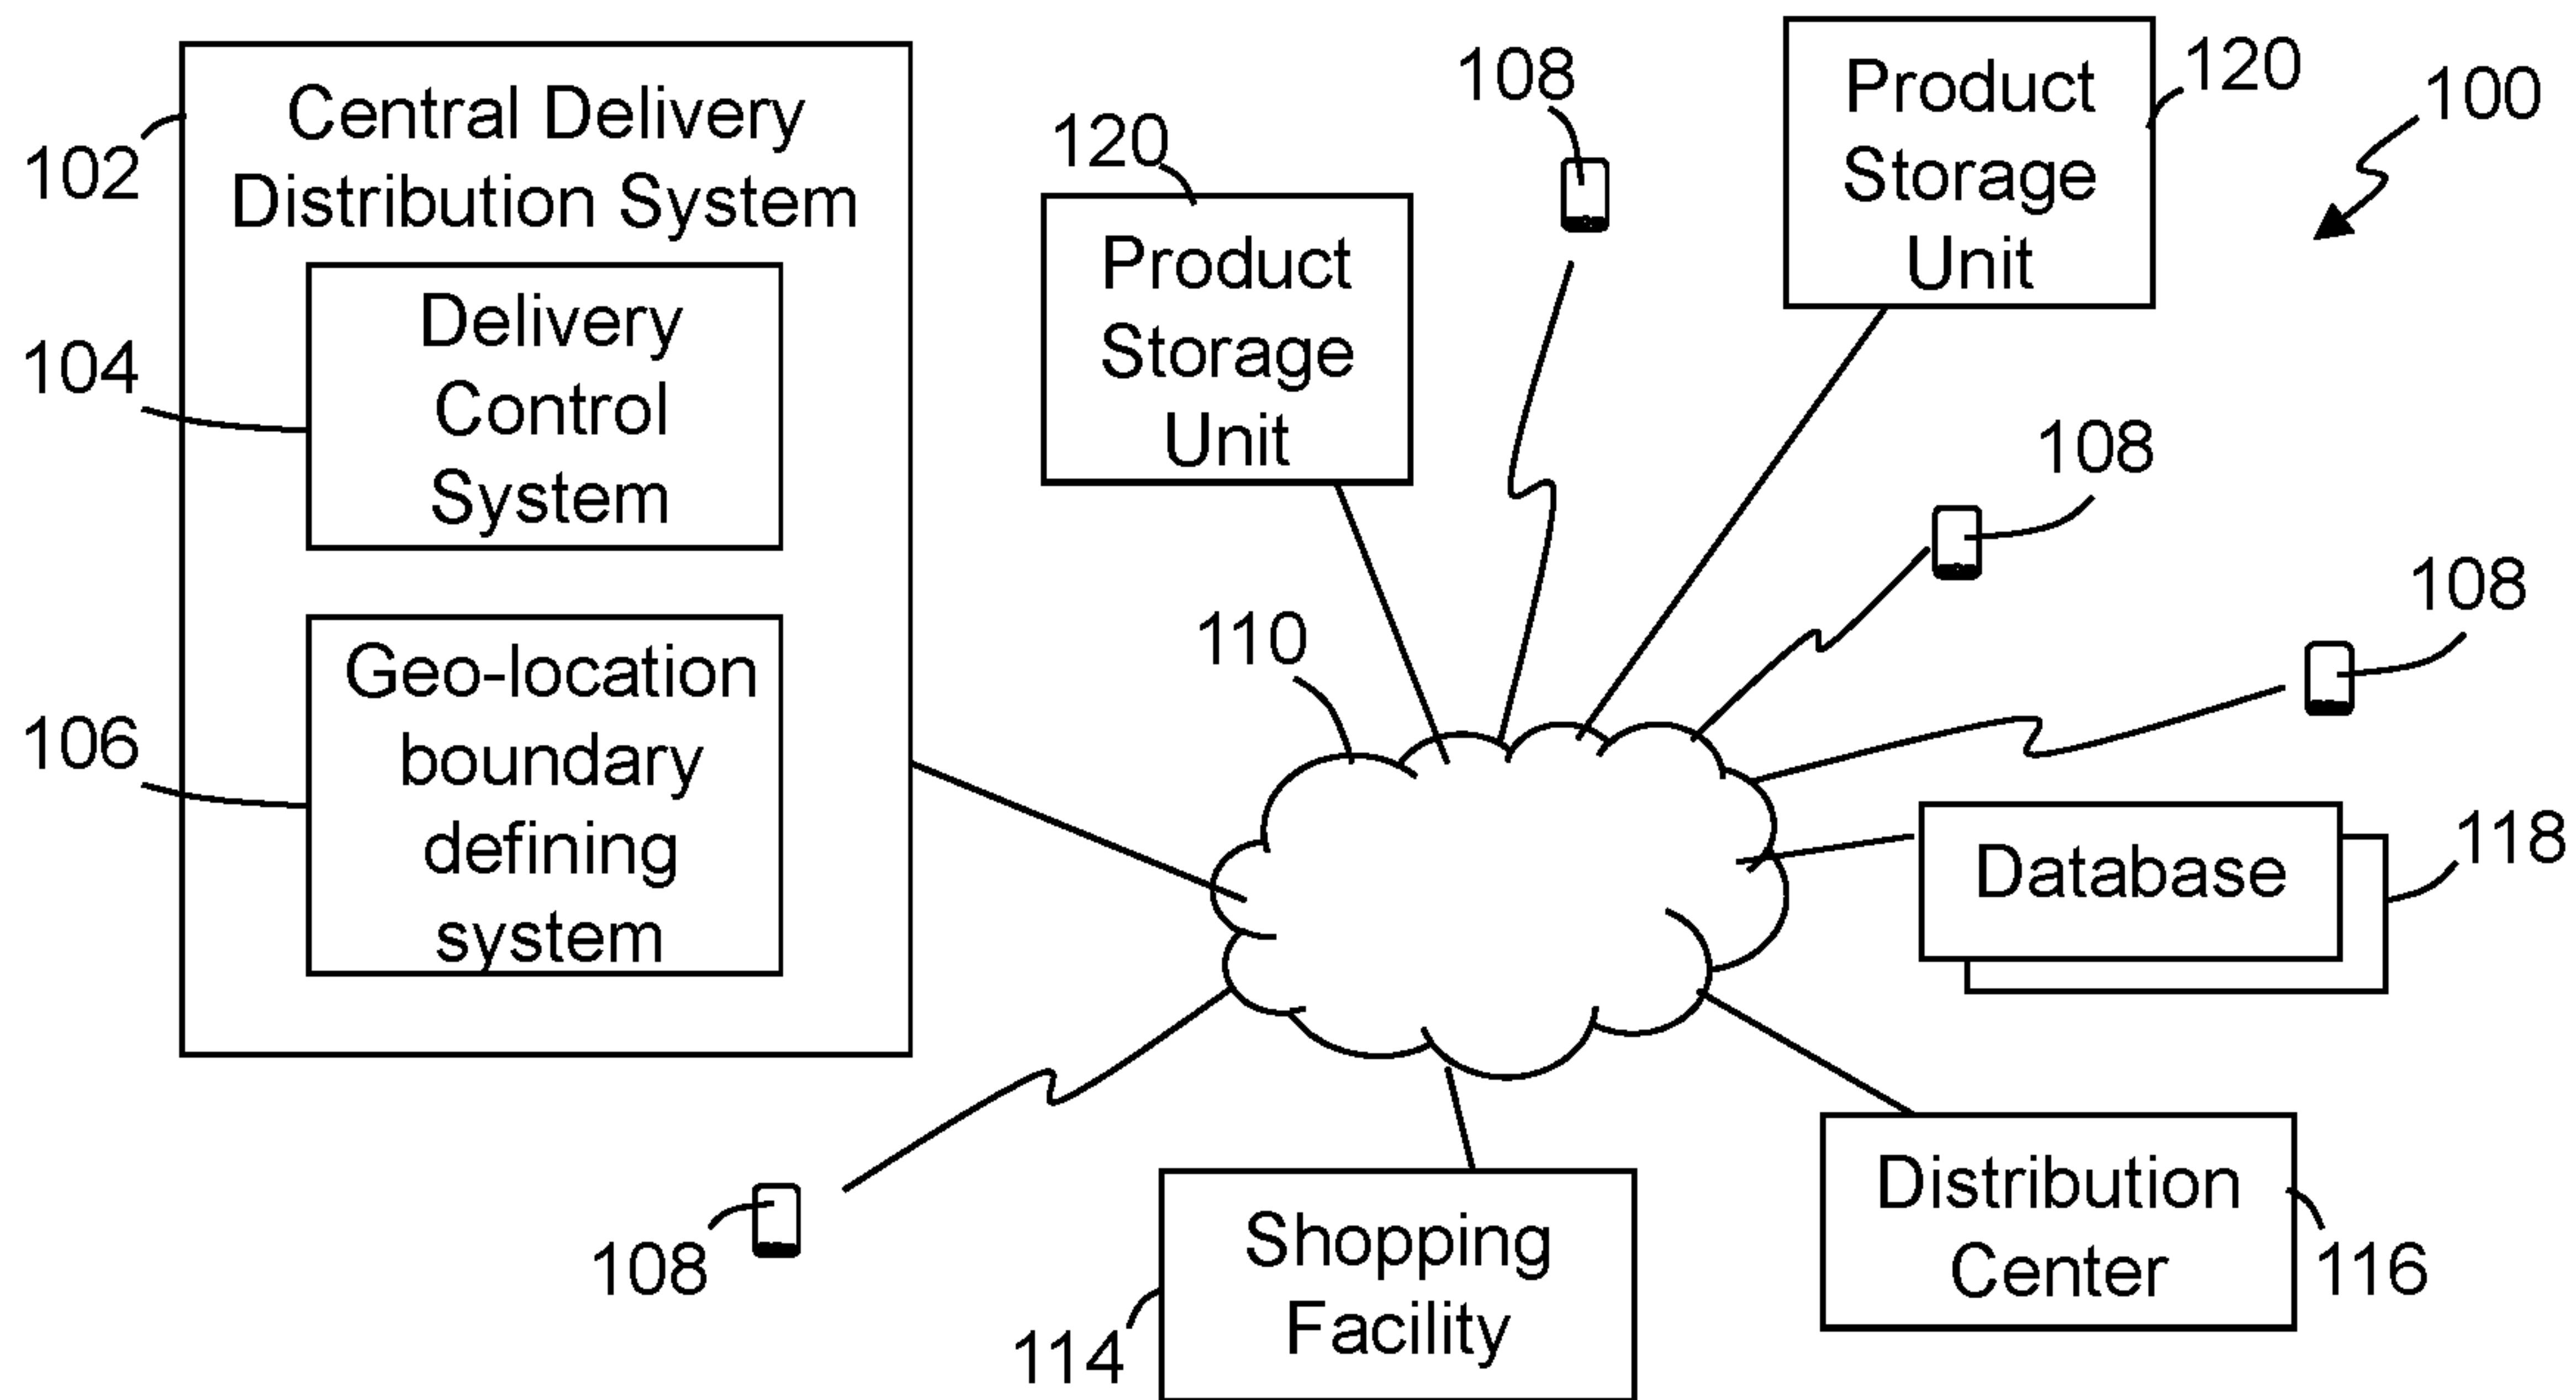 102
Central Delivery
Distribution System
104
Delivery
Control
System
106
Geo-location
boundary
defining
system
120
Product
Storage
Unit
108
Product
Storage
Unit
120
100
108
108
110
Database
118
108
114
Shopping
Facility
Distribution
Center
116